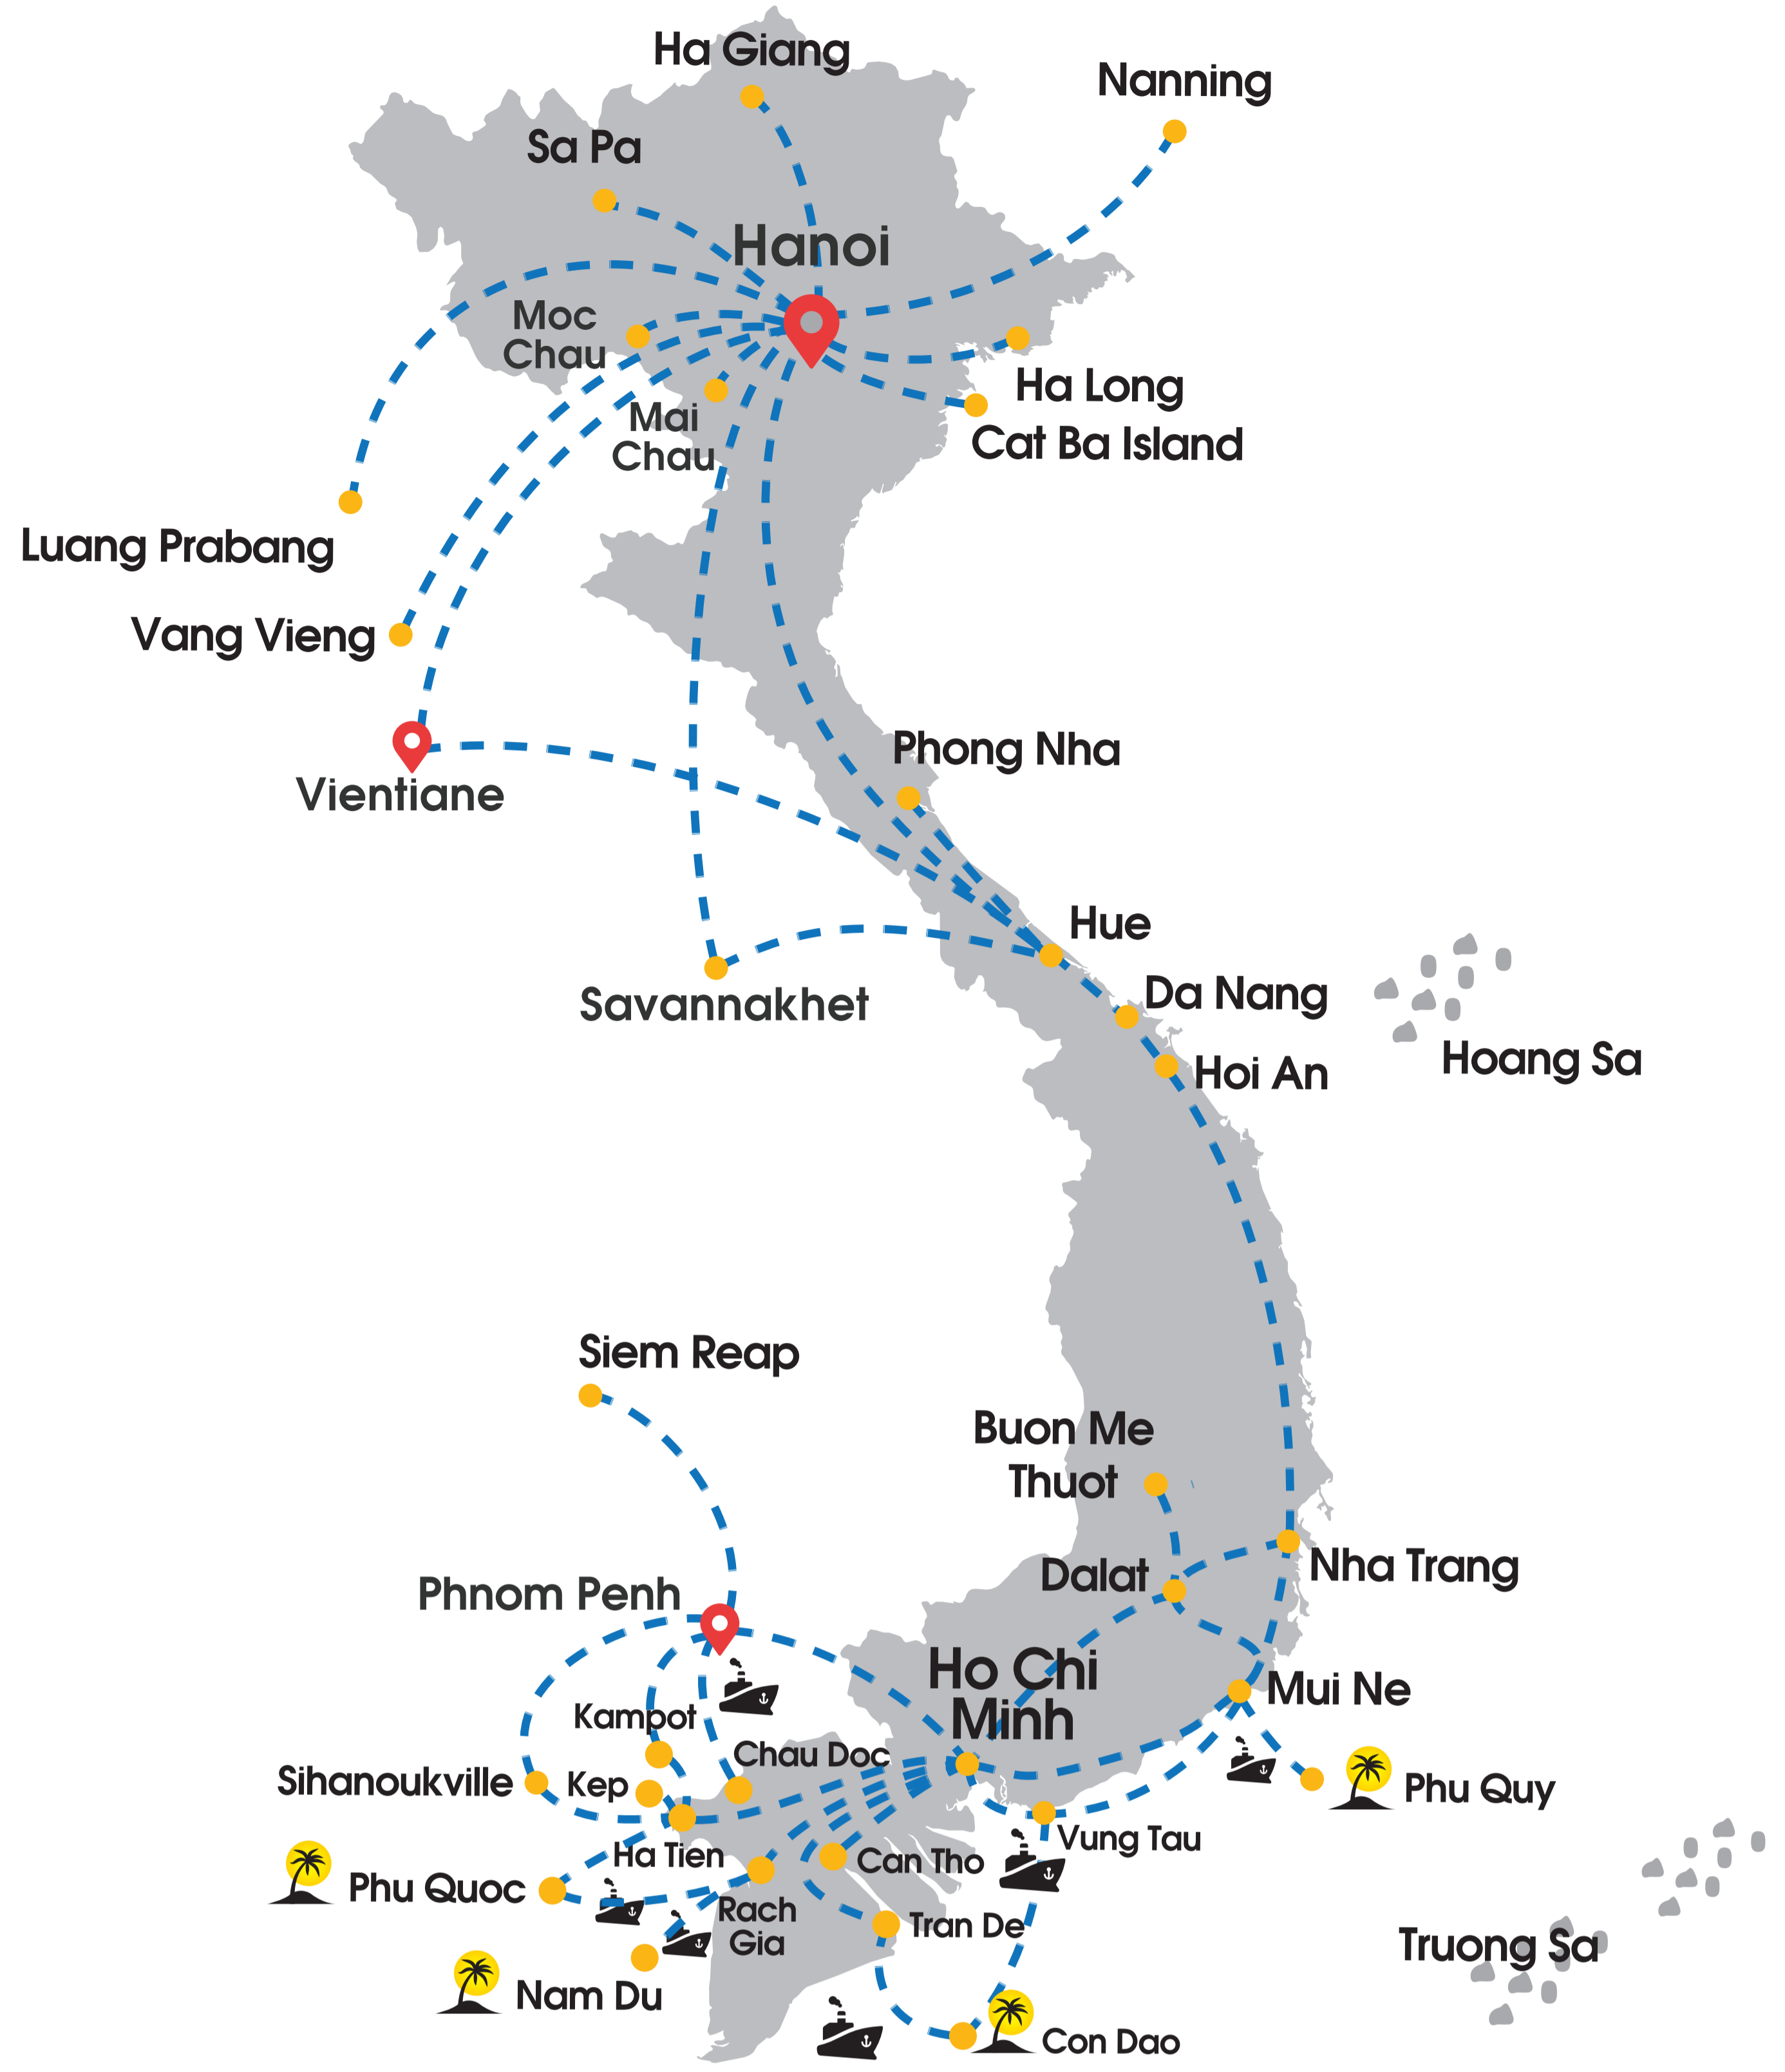 Ha Giang
Nanning
Sa Pa
Hanoi
Moc
Chau
Ha Long
Mai
Chau
Cat Ba Island
Luang Prabang
Vang Vieng
Phong Nha
Vientiane
Hue
Da Nang
Savannakhet
Hoang Sa
Hoi An
Siem Reap
Buon Me
Thuot
Nha Trang
Dalat
Phnom Penh
Ho Chi
Minh
Mui Ne
Kampot
Chau Doc
Sihanoukville
Kep
Phu Quy
Vung Tau
Ha Tien
Can Tho
Phu Quoc
Rach
Gia
Tran De
Truong Sa
Nam Du
Con Dao